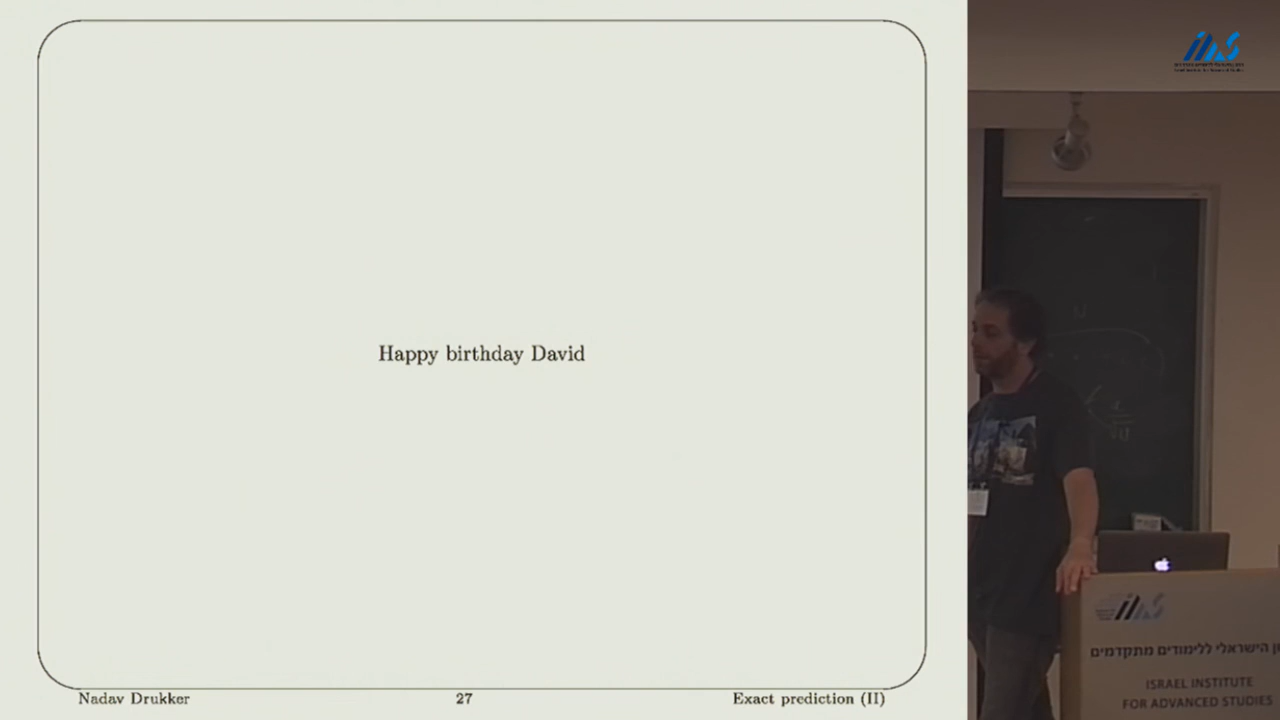 Happy birthday David
Nadav Drukker
27
Exact prediction (II)
הישראלי ללימודים מתקדמים
ISRAEL INSTITUTE
FOR ADVANCED STUDIES